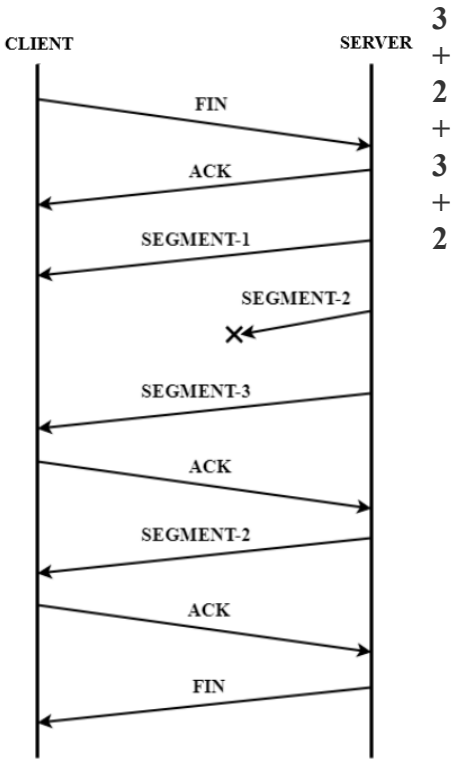 CLIENT
SERVER
FIN
ACK
SEGMENT-1
SEGMENT-2
SEGMENT-3
ACK
SEGMENT-2
ACK
FIN
3
+
2
+
3
+
2